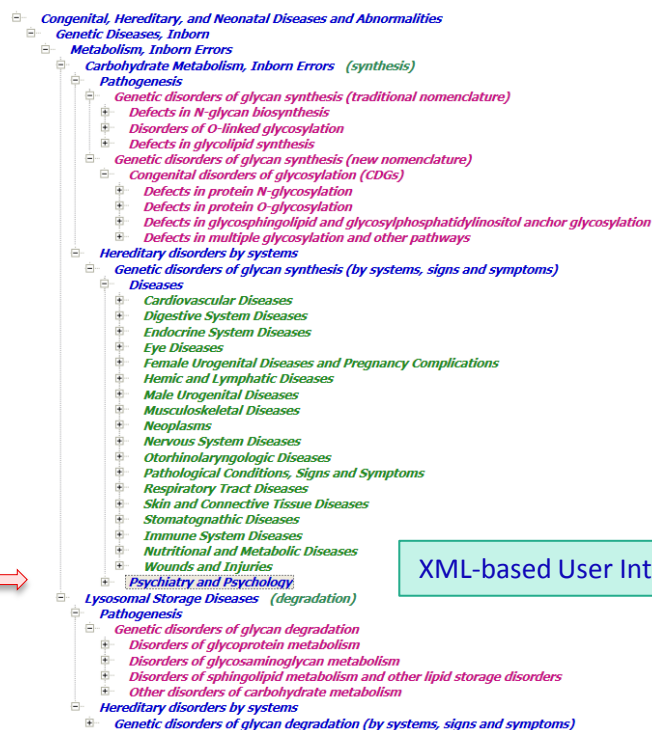 Congenital, Hereditary, and Neonatal Diseases and Abnormalities
Genetic Diseases, Inborn
Metabolism, Inborn Errors
Carbohydrate Metabolism, Inborn Errors (synthesis)
Pathogenesis
Genetic disorders of glycan synthesis (traditional nomenclature)
Defects in N-glycan biosynthesis
Disorders of O-linked glycosylation
Defects in glycolipid synthesis
Genetic disorders of glycan synthesis (new nomenclature)
Congenital disorders of glycosylation (CDGs)
Defects in protein N-glycosylation
Defects in protein O-glycosylation
Defects in glycosphingolipid and glycosylphosphatidylinositol anchor glycosylation
Defects in multiple glycosylation and other pathways
Hereditary disorders by systems
Genetic disorders of glycan synthesis (by systems, signs and symptoms)
Diseases
Cardiovascular Diseases
Digestive System Diseases
Endocrine System Diseases
Eye Diseases
Female Urogenital Diseases and Pregnancy Complications
Hemic and Lymphatic Diseases
Male Urogenital Diseases
Musculoskeletal Diseases
Neoplasms
Nervous System Diseases
Otorhinolaryngologic Diseases
Pathological Conditions, Signs and Symptoms
Respiratory Tract Diseases
Skin and Connective Tissue Diseases
Stomatognathic Diseases
Immune System Diseases
Nutritional and Metabolic Diseases
Wounds and Injuries
XML-based User Int
Psychiatry and Psychology
Lysosomal Storage Diseases (degradation)
Pathogenesis
Genetic disorders of glycan degradation
Disorders of glycoprotein metabolism
Disorders of glycosaminoglycan metabolism
Disorders of sphingolipid metabolism and other lipid storage disorders
Other disorders of carbohydrate metabolism
Hereditary disorders by systems
Genetic disorders of glycan degradation (by systems, signs and symptoms)